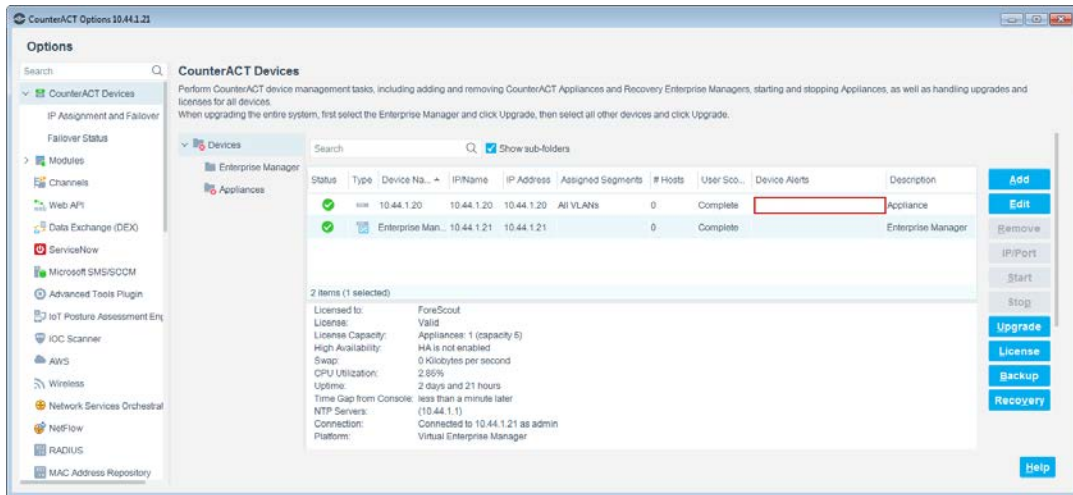 CounterACT Options 10.44.1.21
Options
Search
CounterACT Devices
IP Assignment and Failover
Failover Status
Modules
Channels
Web API
Data Exchange (DEX)
ServiceNow
Microsoft SMS/SCCM
Advanced Tools Plugin
IoT Posture Assessment Eng
IOC Scanner
AWS
Wireless
Network Services Orchestrat
NetFlow
RADIUS
MAC Address Repository
CounterACT Devices
Perform CounterACT device management tasks, including adding and removing CounterACT Appliances and Recovery Enterprise Managers, starting and stopping Appliances, as well as handling upgrades and
licenses for all devices.
When upgrading the entire system, first select the Enterprise Manager and click Upgrade, then select all other devices and click Upgrade.
Devices
Enterprise Manager
Appliances
Search Show sub-folders
Status Type Device Na... IP/Name IP Address Assigned Segments # Hosts User Sco... Device Alerts Description
10.44.1.20 10.44.1.20 10.44.1.20 All VLANs 0 Complete Appliance
Enterprise Man... 10.44.1.21 10.44.1.21 0 Complete Enterprise Manager
2 items (1 selected)
Licensed to: ForeScout
License: Valid
License Capacity: Appliances: 1 (capacity 6)
High Availability: HA is not enabled
Swap: 0 Kilobytes per second
CPU Utilization: 2.86%
Uptime: 2 days and 21 hours
Time Gap from Console: less than a minute later
NTP Servers: (10.44.1.1)
Connection: Connected to 10.44.1.21 as admin
Platform: Virtual Enterprise Manager
Add
Edit
Remove
IP/Port
Start
Stop
Upgrade
License
Backup
Recovery
Help